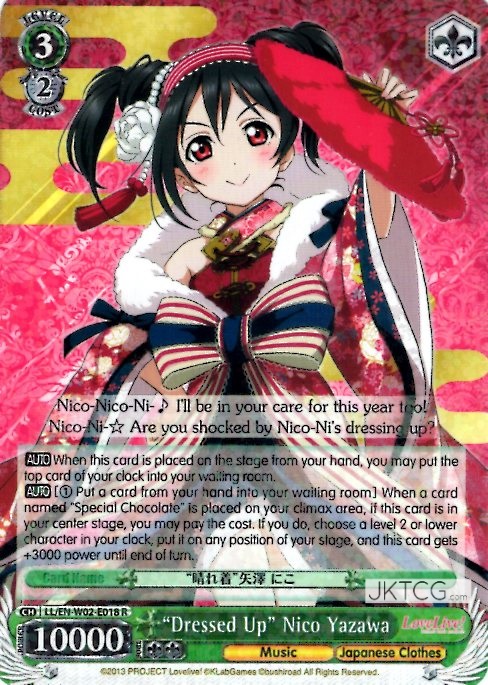 LEVEL
3
2
COST
Nico-Nico-Ni-♪ I'll be in your care for this year too!
Nico-Ni-☆ Are you shocked by Nico-Ni's dressing up?
AUTO When this card is placed on the stage from your hand, you may put the
top card of your clock into your waiting room.
AUTO [① Put a card from your hand into your waiting room] When a card
named "Special Chocolate" is placed on your climax area, if this card is in
your center stage, you may pay the cost. If you do, choose a level 2 or lower
character in your clock, put it on any position of your stage, and this card gets
+3000 power until end of turn.
Card Name "晴れ着"矢澤 にこ
JKTCG.com
CH LL/EN-W02-E018 R
"Dressed Up" Nico Yazawa LoveLive!
10000
Music Japanese Clothes
©2013 PROJECT Lovelive! ©KLabGames ©bushiroad All Rights Reserved.